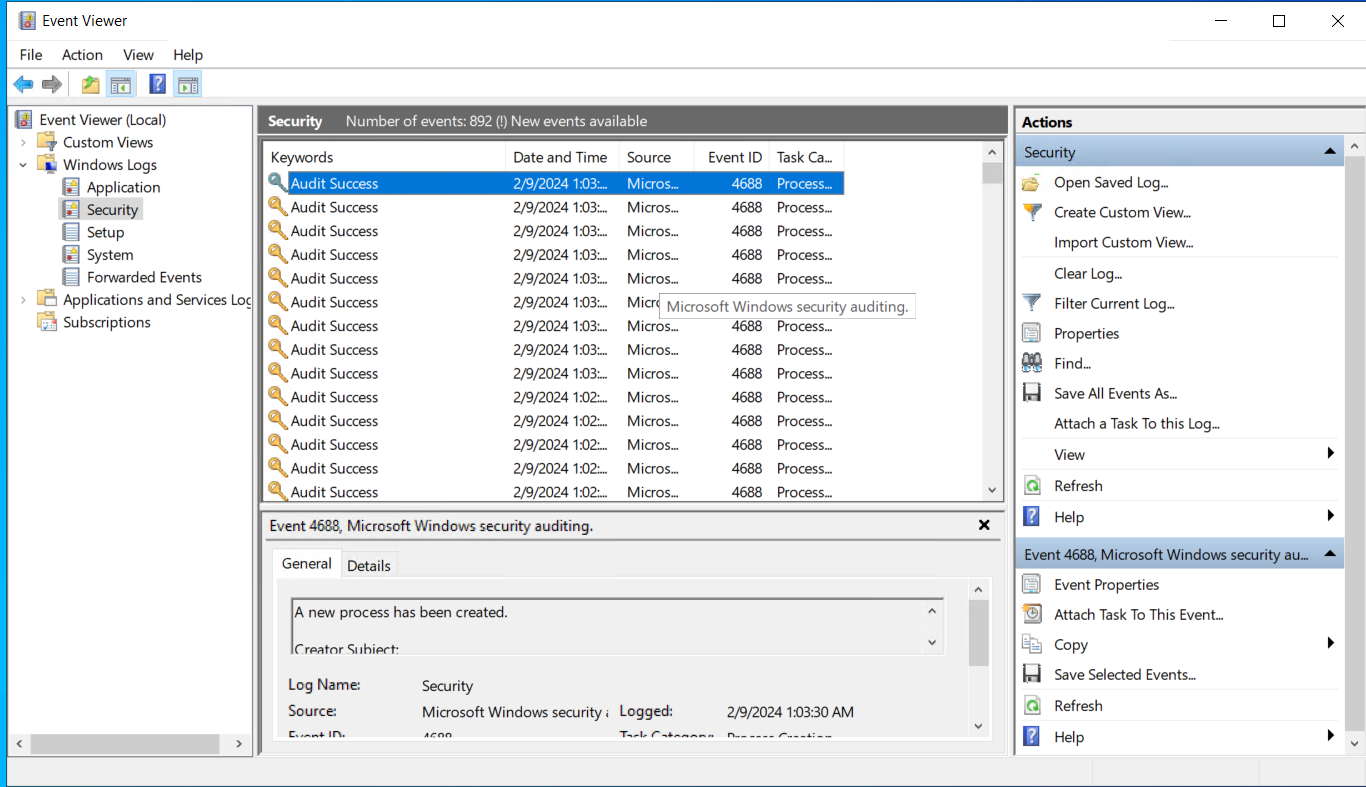 Event Viewer
File Action View Help
Event Viewer (Local)
Custom Views
Windows Logs
Application
Security
Setup
System
Forwarded Events
Applications and Services Log
Subscriptions
Security Number of events: 892 (!) New events available
Keywords Date and Time Source Event ID Task Ca...
Audit Success 2/9/2024 1:03:... Micros... 4688 Process...
Audit Success 2/9/2024 1:03:... Micros... 4688 Process...
Audit Success 2/9/2024 1:03:... Micros... 4688 Process...
Audit Success 2/9/2024 1:03:... Micros... 4688 Process...
Audit Success 2/9/2024 1:03:... Micros... 4688 Process...
Audit Success 2/9/2024 1:03:... Micro
Microsoft Windows security auditing.
Audit Success 2/9/2024 1:03:... Micros... 4688 Process...
Audit Success 2/9/2024 1:03:... Micros... 4688 Process...
Audit Success 2/9/2024 1:03:... Micros... 4688 Process...
Audit Success 2/9/2024 1:02:... Micros... 4688 Process...
Audit Success 2/9/2024 1:02:... Micros... 4688 Process...
Audit Success 2/9/2024 1:02:... Micros... 4688 Process...
Audit Success 2/9/2024 1:02:... Micros... 4688 Process...
Audit Success 2/9/2024 1:02:... Micros... 4688 Process...
Event 4688, Microsoft Windows security auditing.
General Details
A new process has been created.
Creator Subject:
Log Name: Security
Source: Microsoft Windows security a Logged: 2/9/2024 1:03:30 AM
Event ID: 4688 Task Category: Process Creation
Actions
Security
Open Saved Log...
Create Custom View...
Import Custom View...
Clear Log...
Filter Current Log...
Properties
Find...
Save All Events As...
Attach a Task To this Log...
View
Refresh
Help
Event 4688, Microsoft Windows security au...
Event Properties
Attach Task To This Event...
Copy
Save Selected Events...
Refresh
Help